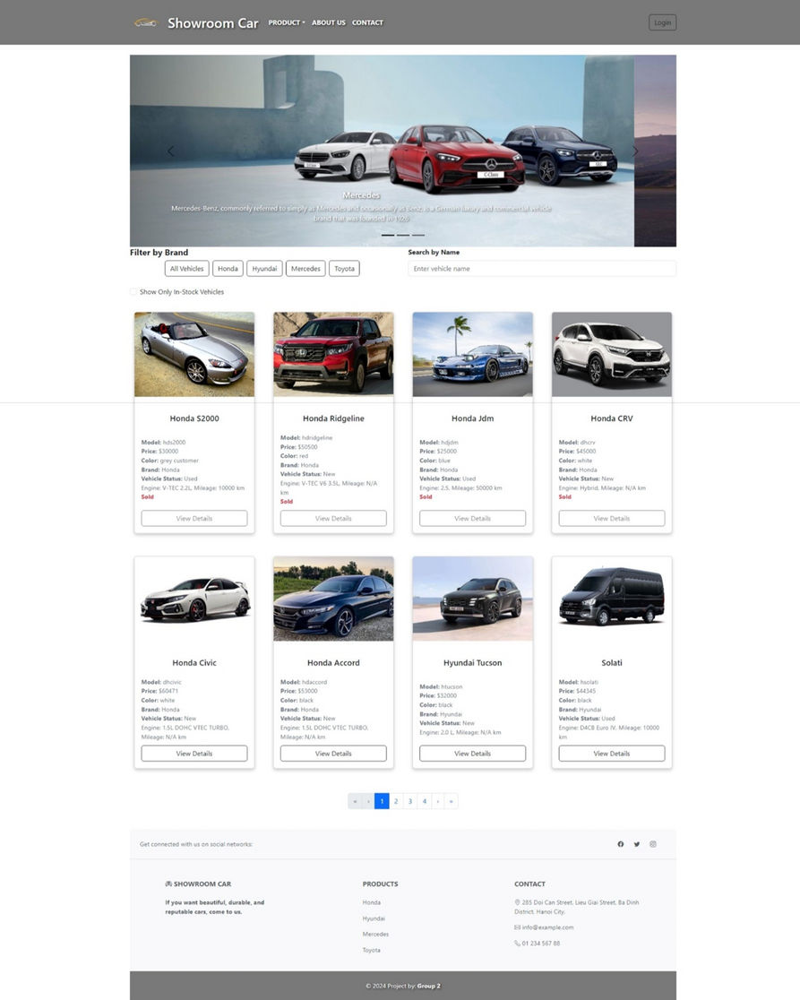 Showroom Car
PRODUCT
ABOUT US
CONTACT
Login
C-Class
Mercedes
Mercedes-Benz, commonly referred to simply as Mercedes and occasionally as Benz, is a German luxury and commercial vehicle
brand that was founded in 1926
Filter by Brand
All Vehicles
Honda
Hyundai
Mercedes
Toyota
Search by Name
Enter vehicle name
Show Only In-Stock Vehicles
Honda S2000
Model: hds2000
Price: $30000
Color: grey customer
Brand: Honda
Vehicle Status: Used
Engine: V-TEC 2.2L, Mileage: 10000 km
Sold
View Details
Honda Ridgeline
Model: hdridgeline
Price: $50500
Color: red
Brand: Honda
Vehicle Status: New
Engine: V-TEC V6 3.5L, Mileage: N/A
km
Sold
View Details
Honda Jdm
Model: hdjdm
Price: $25000
Color: blue
Brand: Honda
Vehicle Status: Used
Engine: 2.5, Mileage: 50000 km
Sold
View Details
Honda CRV
Model: dhcrv
Price: $45000
Color: white
Brand: Honda
Vehicle Status: New
Engine: Hybrid, Mileage: N/A km
Sold
View Details
Honda Civic
Model: dhcivic
Price: $60471
Color: white
Brand: Honda
Vehicle Status: New
Engine: 1.5L DOHC VTEC TURBO,
Mileage: N/A km
View Details
Honda Accord
Model: hdaccord
Price: $53000
Color: black
Brand: Honda
Vehicle Status: New
Engine: 1.5L DOHC VTEC TURBO,
Mileage: N/A km
View Details
Hyundai Tucson
Model: htucson
Price: $32000
Color: black
Brand: Hyundai
Vehicle Status: New
Engine: 2.0 L, Mileage: N/A km
View Details
Solati
Model: hsolati
Price: $44345
Color: black
Brand: Hyundai
Vehicle Status: Used
Engine: D4CB Euro IV, Mileage: 10000
km
View Details
« ‹ 1 2 3 4 › »
Get connected with us on social networks:
SHOWROOM CAR
If you want beautiful, durable, and
reputable cars, come to us.
PRODUCTS
Honda
Hyundai
Mercedes
Toyota
CONTACT
285 Doi Can Street, Lieu Giai Street, Ba Dinh
District, Hanoi City.
info@example.com
01 234 567 88
© 2024 Project by: Group 2